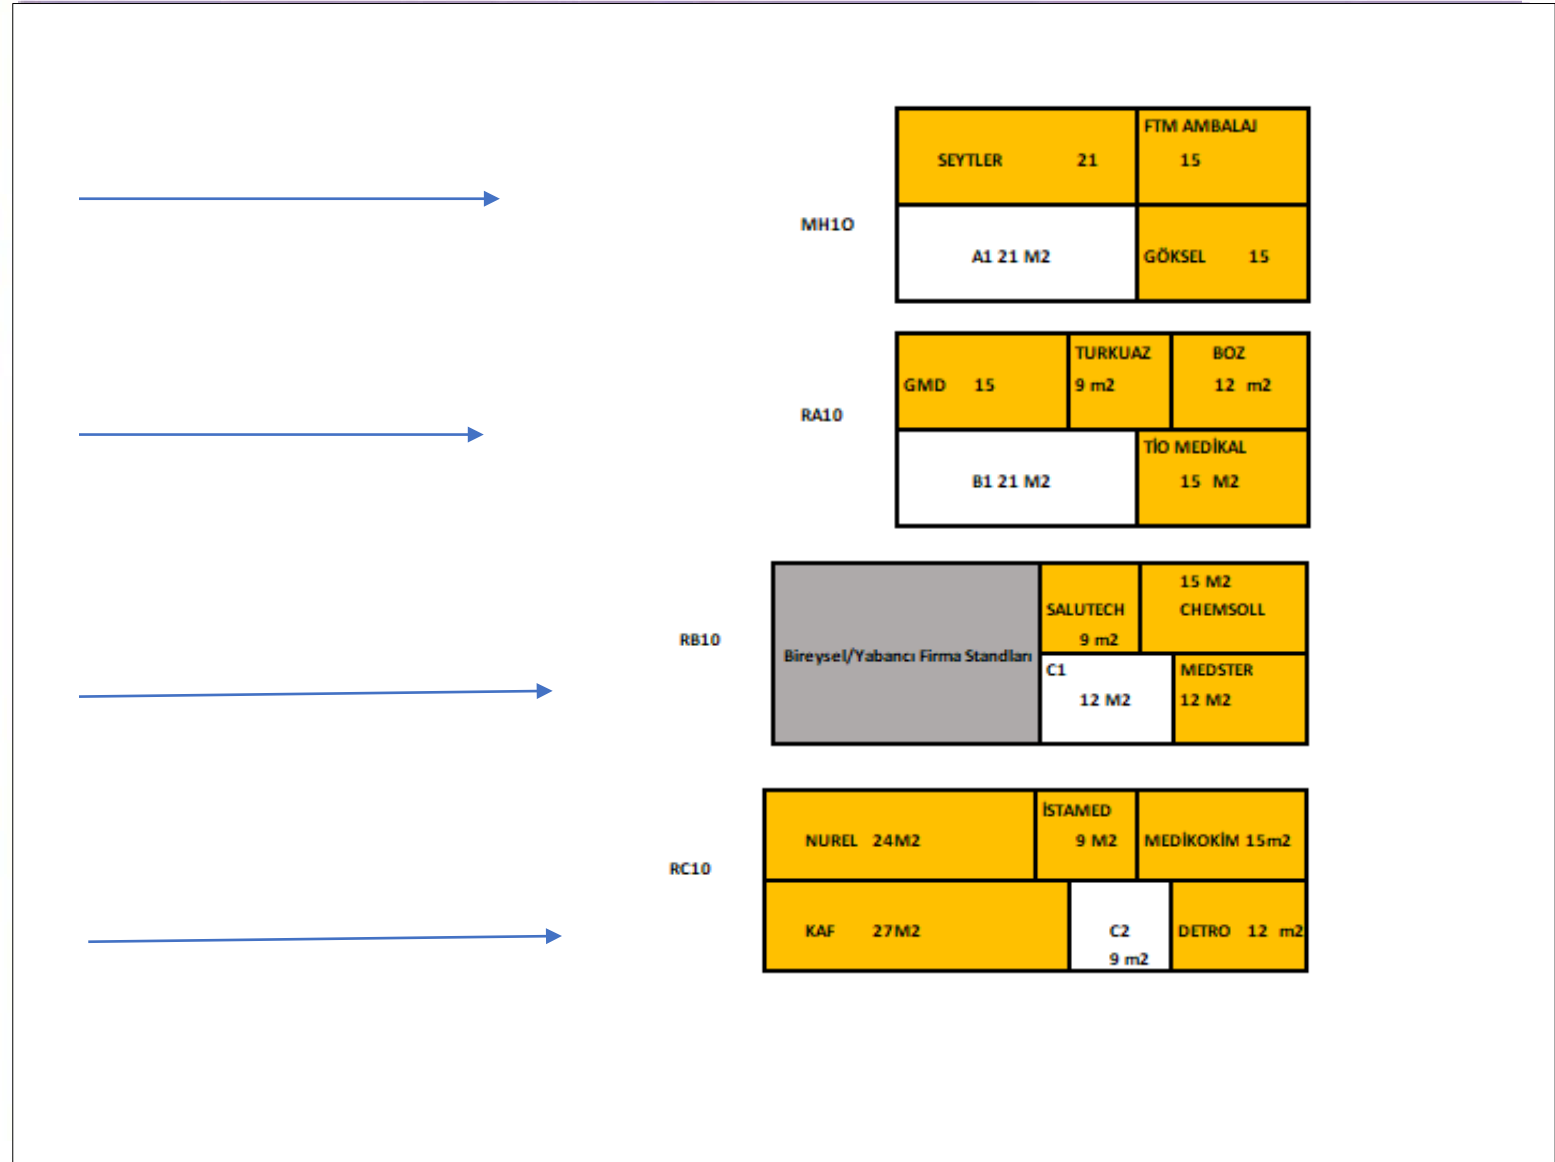 FTM AMBALAJ
SEYTLER 21
15
MH1O
A1 21 M2
GÖKSEL 15
TURKUAZ
BOZ
GMD 15
9 m2
12 m2
RA10
TİO MEDİKAL
B1 21 M2
15 M2
15 M2
SALUTECH
CHEMSOLL
9 m2
RB10
Bireysel/Yabancı Firma Standları
C1
MEDSTER
12 M2
12 M2
İSTAMED
NUREL 24M2
9 M2
MEDİKOKİM 15m2
RC10
KAF 27M2
C2
DETRO 12 m2
9 m2